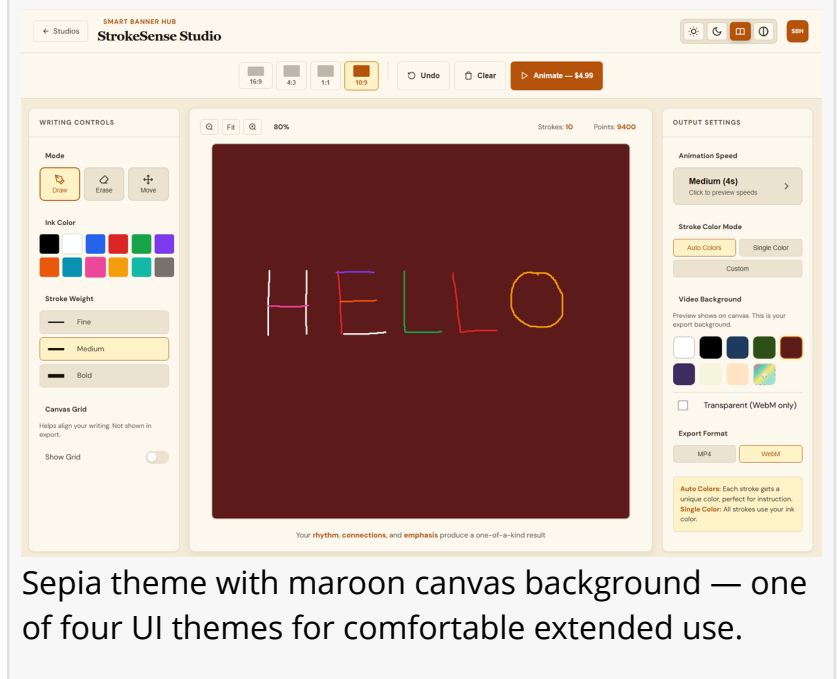 ← Studios
SMART BANNER HUB
StrokeSense Studio
SBH
16:9
4:3
1:1
10:9
Undo
Clear
Animate — $4.99
WRITING CONTROLS
Mode
Draw
Erase
Move
Ink Color
Stroke Weight
Fine
Medium
Bold
Canvas Grid
Helps align your writing. Not shown in
export.
Show Grid
Fit
80%
Strokes: 10
Points: 9400
HELLO
Your rhythm, connections, and emphasis produce a one-of-a-kind result
OUTPUT SETTINGS
Animation Speed
Medium (4s)
Click to preview speeds
Stroke Color Mode
Auto Colors
Single Color
Custom
Video Background
Preview shows on canvas. This is your
export background.
Transparent (WebM only)
Export Format
MP4
WebM
Auto Colors: Each stroke gets a
unique color, perfect for instruction.
Single Color: All strokes use your ink
color.
Sepia theme with maroon canvas background — one
of four UI themes for comfortable extended use.